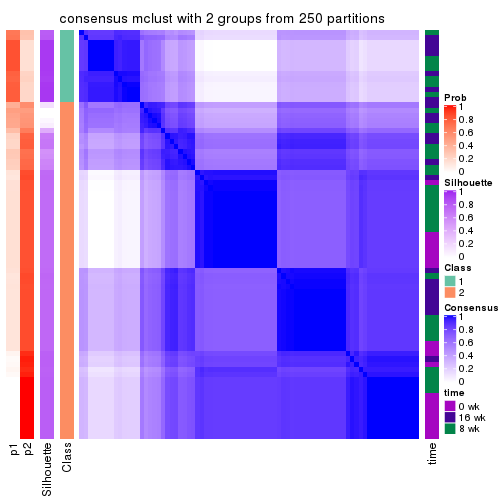 consensus mclust with 2 groups from 250 partitions
Prob
1
0.8
0.6
0.4
0.2
0
Silhouette
1
0.8
0.6
0.4
0.2
0
Class
1
2
Consensus
1
0.8
0.6
0.4
0.2
0
time
0 wk
16 wk
8 wk
p1
p2
Silhouette
Class
time